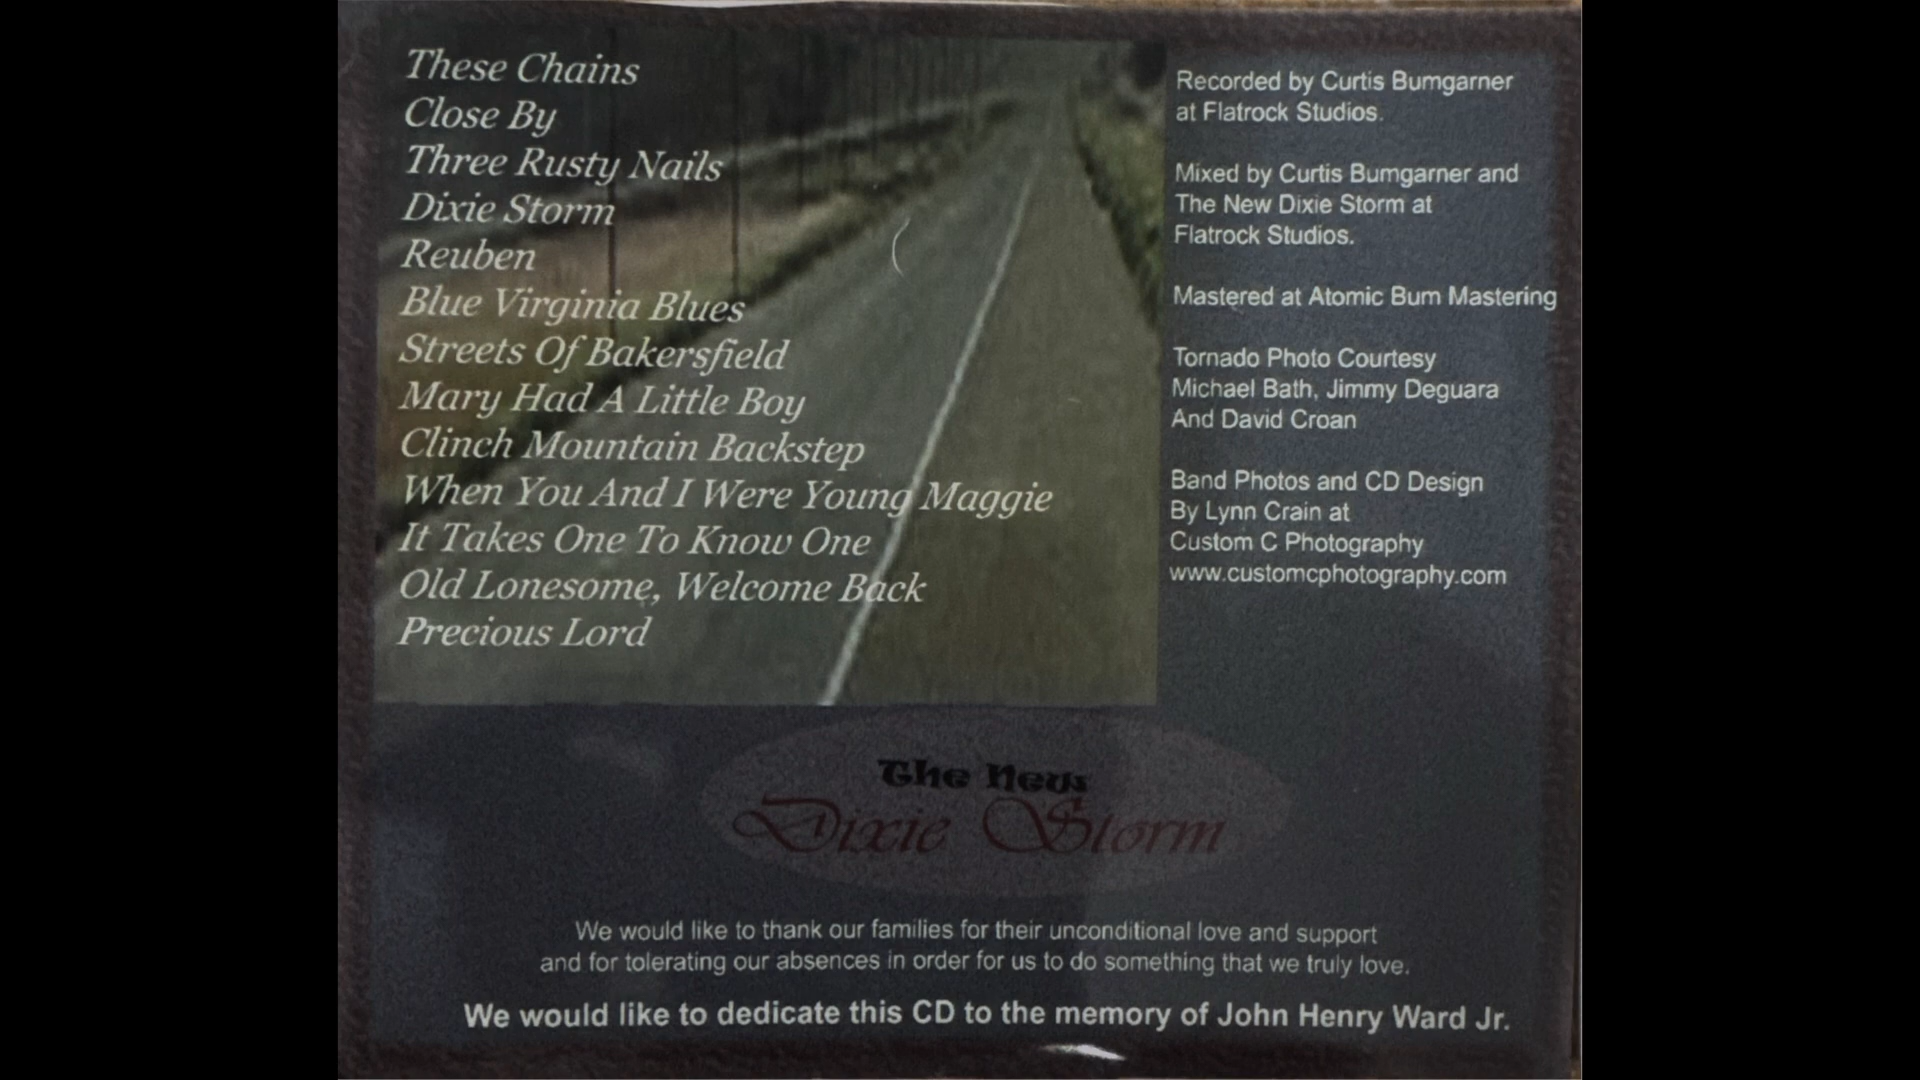 These Chains
Close By
Three Rusty Nails
Dixie Storm
Reuben
Blue Virginia Blues
Streets Of Bakersfield
Mary Had A Little Boy
Clinch Mountain Backstep
When You And I Were Young Maggie
It Takes One To Know One
Old Lonesome, Welcome Back
Precious Lord
Recorded by Curtis Bumgarner
at Flatrock Studios.
Mixed by Curtis Bumgarner and
The New Dixie Storm at
Flatrock Studios.
Mastered at Atomic Bum Mastering
Tornado Photo Courtesy
Michael Bath, Jimmy Deguara
And David Croan
Band Photos and CD Design
By Lynn Crain at
Custom C Photography
www.customcphotography.com
The New
Dixie Storm
We would like to thank our families for their unconditional love and support
and for tolerating our absences in order for us to do something that we truly love.
We would like to dedicate this CD to the memory of John Henry Ward Jr.